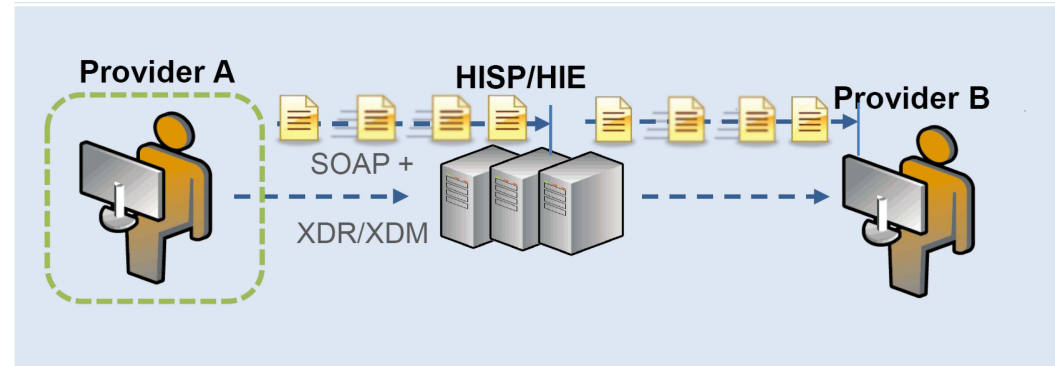 Provider A
HISP/HIE
Provider B
SOAP +
XDR/XDM